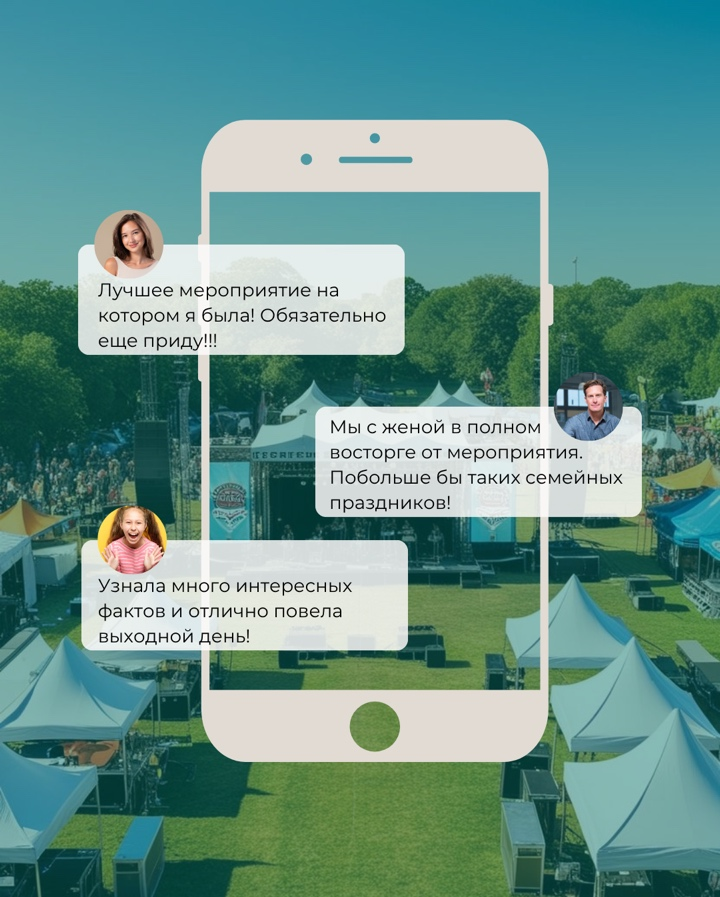 Лучшее мероприятие на
котором я была! Обязательно
еще приду!!!
Мы с женой в полном
восторге от мероприятия.
Побольше бы таких семейных
праздников!
Узнала много интересных
фактов и отлично повела
выходной день!